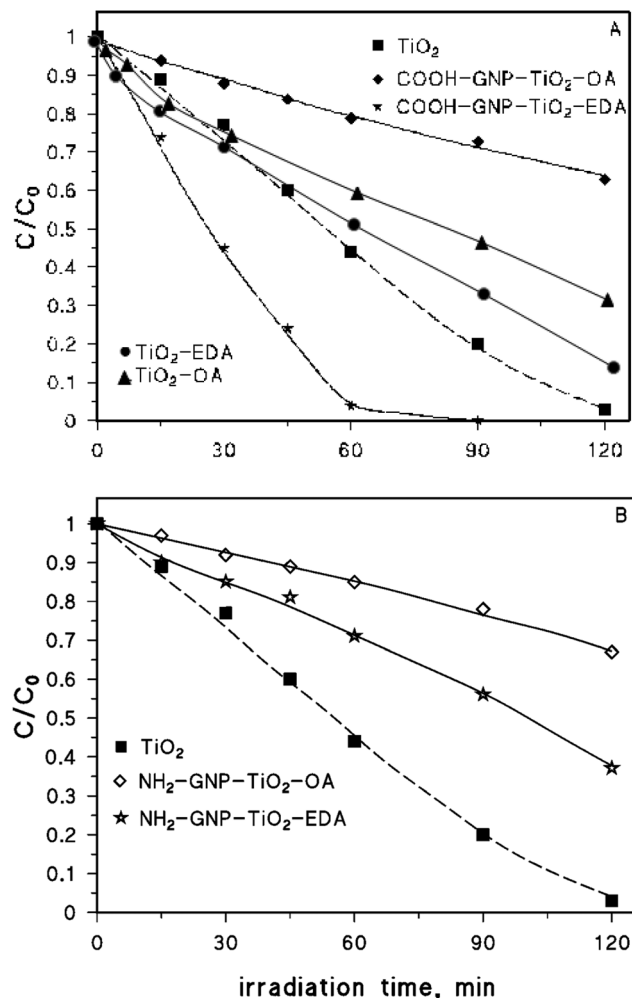 A
1
0.9
0.8
0.7
0.6
0.5
0.4
0.3
0.2
0.1
0
C/C₀
TiO₂
COOH-GNP-TiO₂-OA
COOH-GNP-TiO₂-EDA
TiO₂-EDA
TiO₂-OA
0 30 60 90 120
B
1
0.9
0.8
0.7
0.6
0.5
0.4
0.3
0.2
0.1
0
C/C₀
TiO₂
NH₂-GNP-TiO₂-OA
NH₂-GNP-TiO₂-EDA
0 30 60 90 120
irradiation time, min